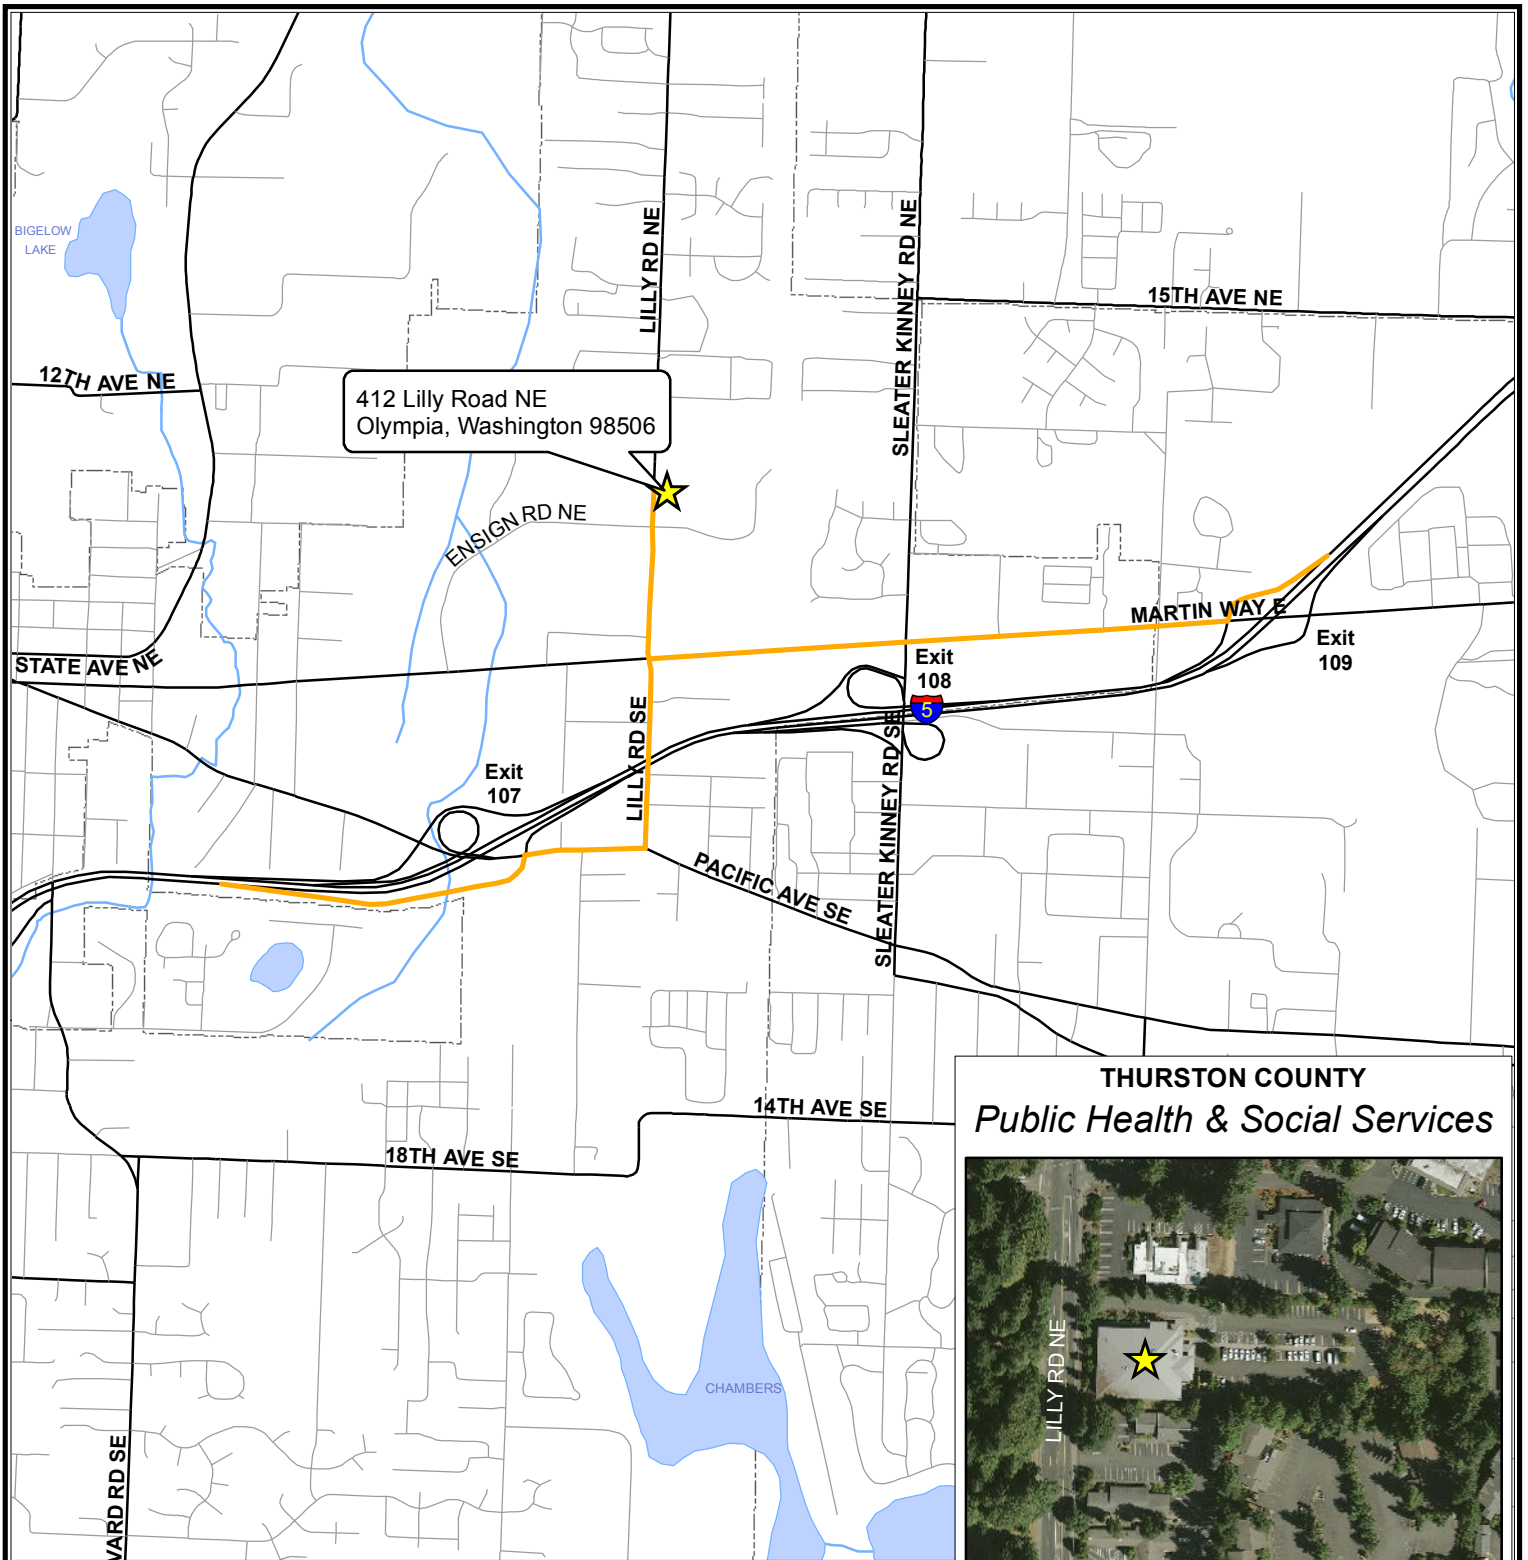 BIGELOW
LAKE
LILLY RD NE
SLEATER KINNEY RD NE
15TH AVE NE
12TH AVE NE
412 Lilly Road NE
Olympia, Washington 98506
ENSIGN RD NE
MARTIN WAY E
STATE AVE NE
Exit
108
Exit
109
5
LILLY RD SE
SLEATER KINNEY RD SE
Exit
107
PACIFIC AVE SE
14TH AVE SE
18TH AVE SE
CHAMBERS
VARD RD SE
THURSTON COUNTY
Public Health & Social Services
LILLY RD NE